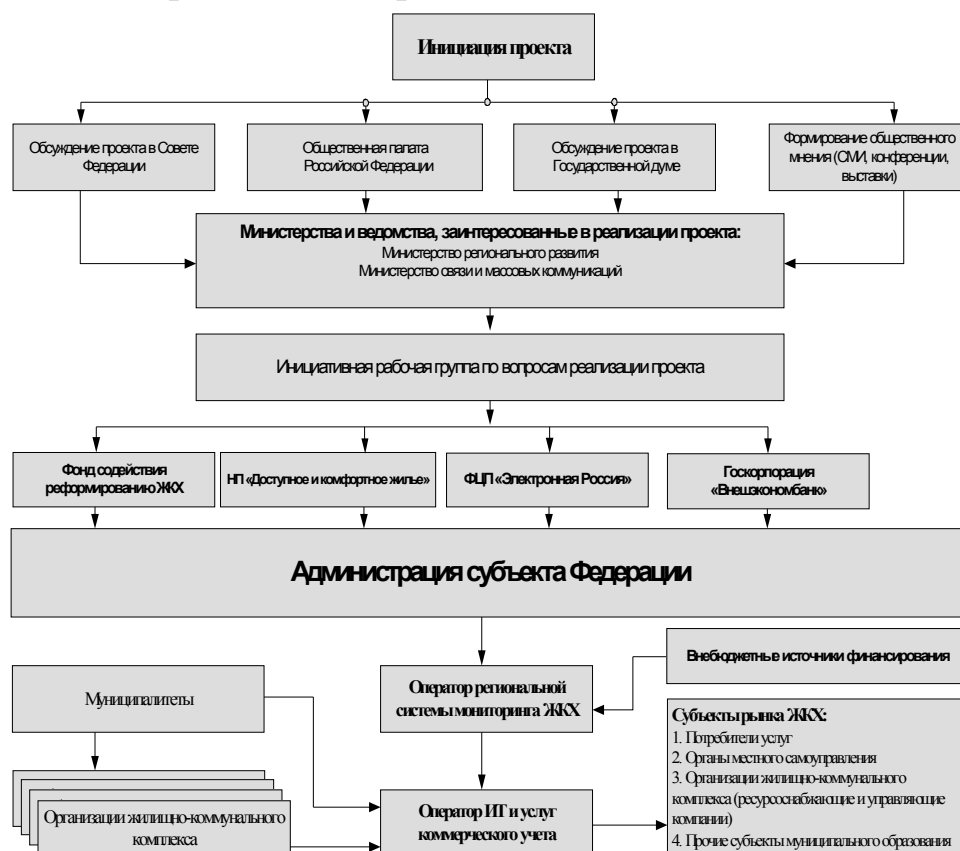 Инициация проекта
Обсуждение проекта в Совете
Федерации
Общественная палата
Российской Федерации
Обсуждение проекта в
Государственной думе
Формирование общественного
мнения (СМИ, конференции,
выставки)
Министерства и ведомства, заинтересованные в реализации проекта:
Министерство регионального развития
Министерство связи и массовых коммуникаций
Инициативная рабочая группа по вопросам реализации проекта
Фонд содействия
реформированию ЖКХ
НП «Доступное и комфортное жилье»
ФЦП «Электронная Россия»
Госкорпорация
«Внешэкономбанк»
Администрация субъекта Федерации
Внебюджетные источники финансирования
Муниципалитеты
Оператор региональной
системы мониторинга ЖКХ
Субъекты рынка ЖКХ:
1. Потребители услуг
2. Органы местного самоуправления
3. Организации жилищно-коммунального
комплекса (ресурсоснабжающие и управляющие
компании)
4. Прочие субъекты муниципального образования
Организации жилищно-коммунального
комплекса
Оператор ИТ и услуг
коммерческого учета